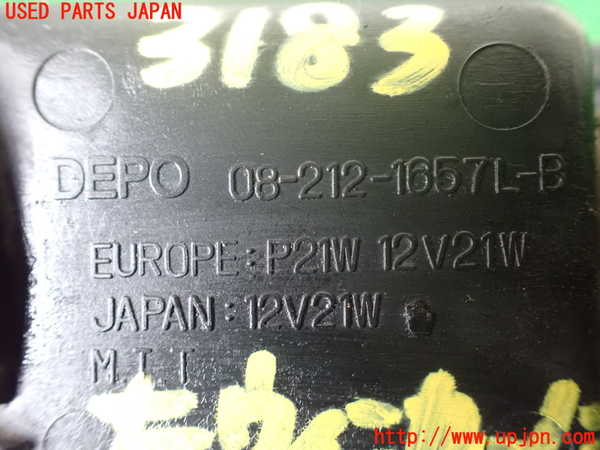 USED PARTS JAPAN
3183
DEPO 08-212-1657L-B
EUROPE:P21W 12V21W
JAPAN:12V21W
M.T.T
http://www.upjpn.com